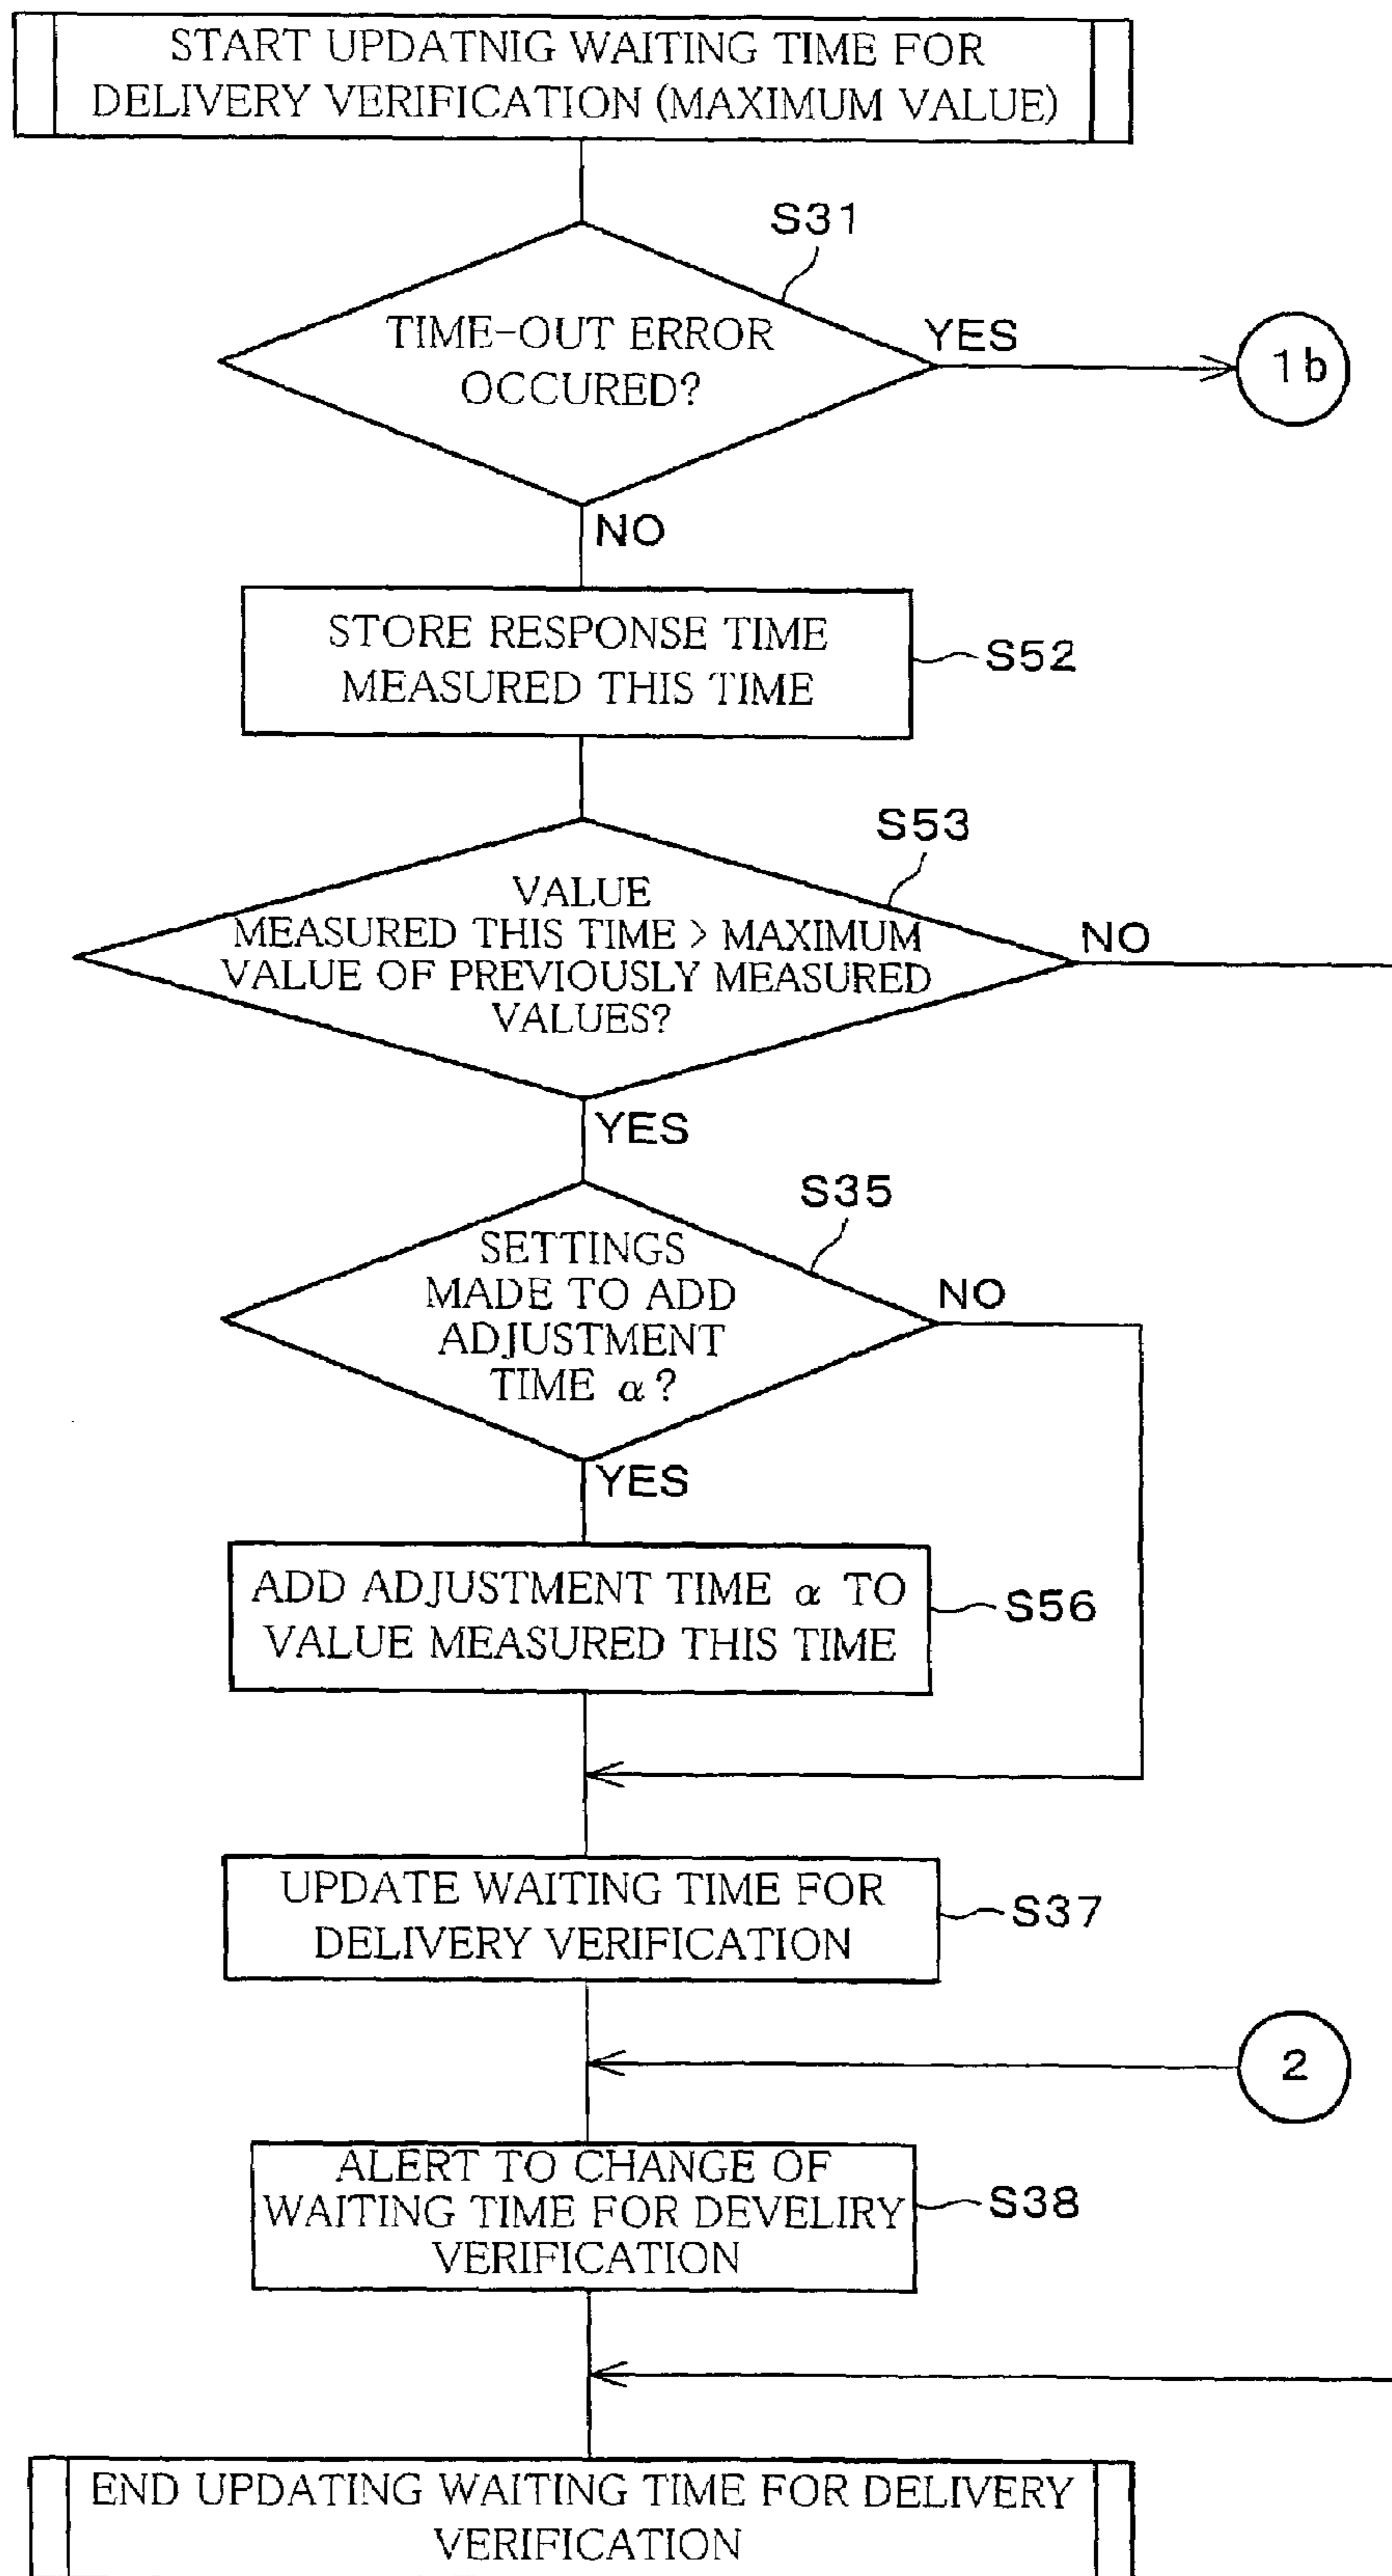 START UPDATNIG WAITING TIME FOR
DELIVERY VERIFICATION (MAXIMUM VALUE)
S31
TIME-OUT ERROR
OCCURED?
YES
1b
NO
STORE RESPONSE TIME
MEASURED THIS TIME
S52
S53
VALUE
MEASURED THIS TIME > MAXIMUM
VALUE OF PREVIOUSLY MEASURED
VALUES?
NO
YES
S35
SETTINGS
MADE TO ADD
ADJUSTMENT
TIME α?
NO
YES
ADD ADJUSTMENT TIME α TO
VALUE MEASURED THIS TIME
S56
UPDATE WAITING TIME FOR
DELIVERY VERIFICATION
S37
2
ALERT TO CHANGE OF
WAITING TIME FOR DEVELIRY
VERIFICATION
S38
END UPDATING WAITING TIME FOR DELIVERY
VERIFICATION